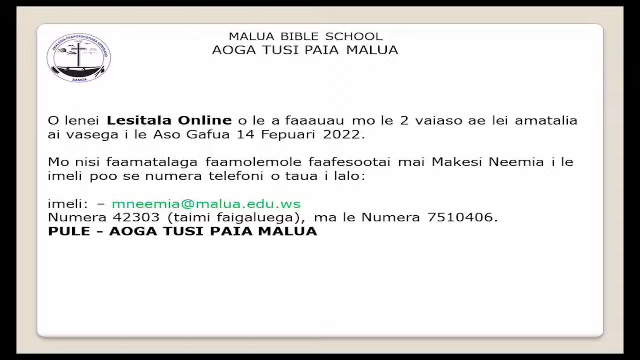 MALUA BIBLE SCHOOL
AOGA TUSI PAIA MALUA
SAMOA
O lenei Lesitala Online o le a faaauau mo le 2 vaiaso ae lei amatalia
ai vasega i le Aso Gafua 14 Fepuari 2022.
Mo nisi faamatalaga faamolemole faafesootai mai Makesi Neemia i le
imeli poo se numera telefoni o taua i lalo:
imeli: – mneemia@malua.edu.ws
Numera 42303 (taimi faigaluega), ma le Numera 7510406.
PULE - AOGA TUSI PAIA MALUA